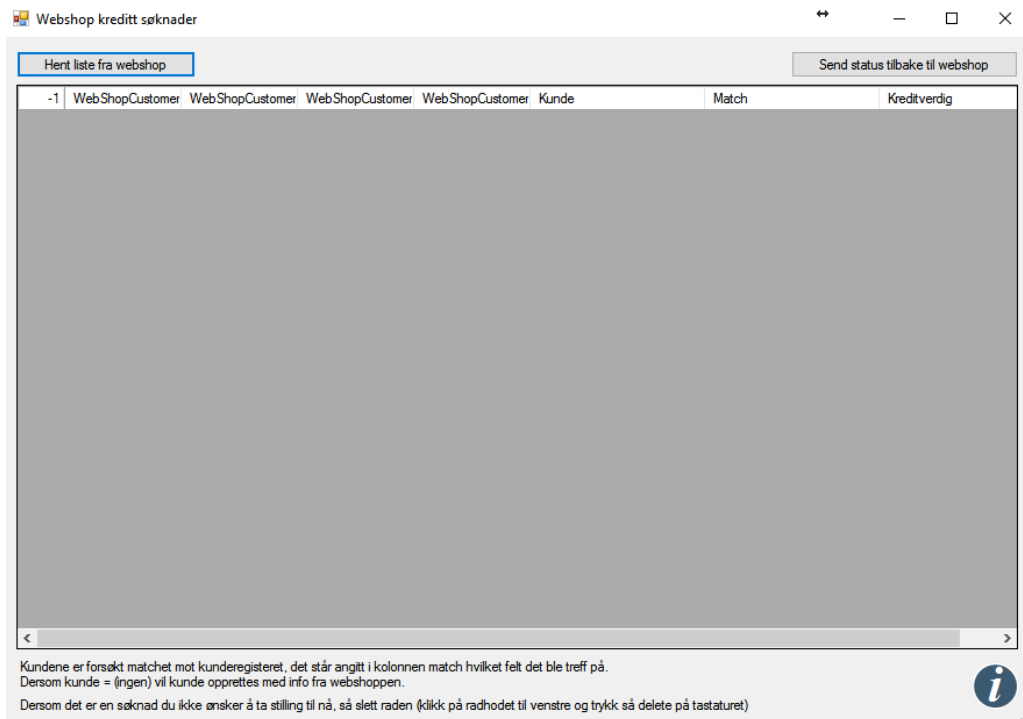 Webshop kreditt søknader
Hent liste fra webshop
Send status tilbake til webshop
-1 WebShopCustomer WebShopCustomer WebShopCustomer WebShopCustomer Kunde Match Kreditverdig
Kundene er forsøkt matchet mot kunderegisteret, det står angitt i kolonnen match hvilket felt det ble treff på.
Dersom kunde = (ingen) vil kunde opprettes med info fra webshoppen.
Dersom det er en søknad du ikke ønsker å ta stilling til nå, så slett raden (klikk på radhodet til venstre og trykk så delete på tastaturet)
i